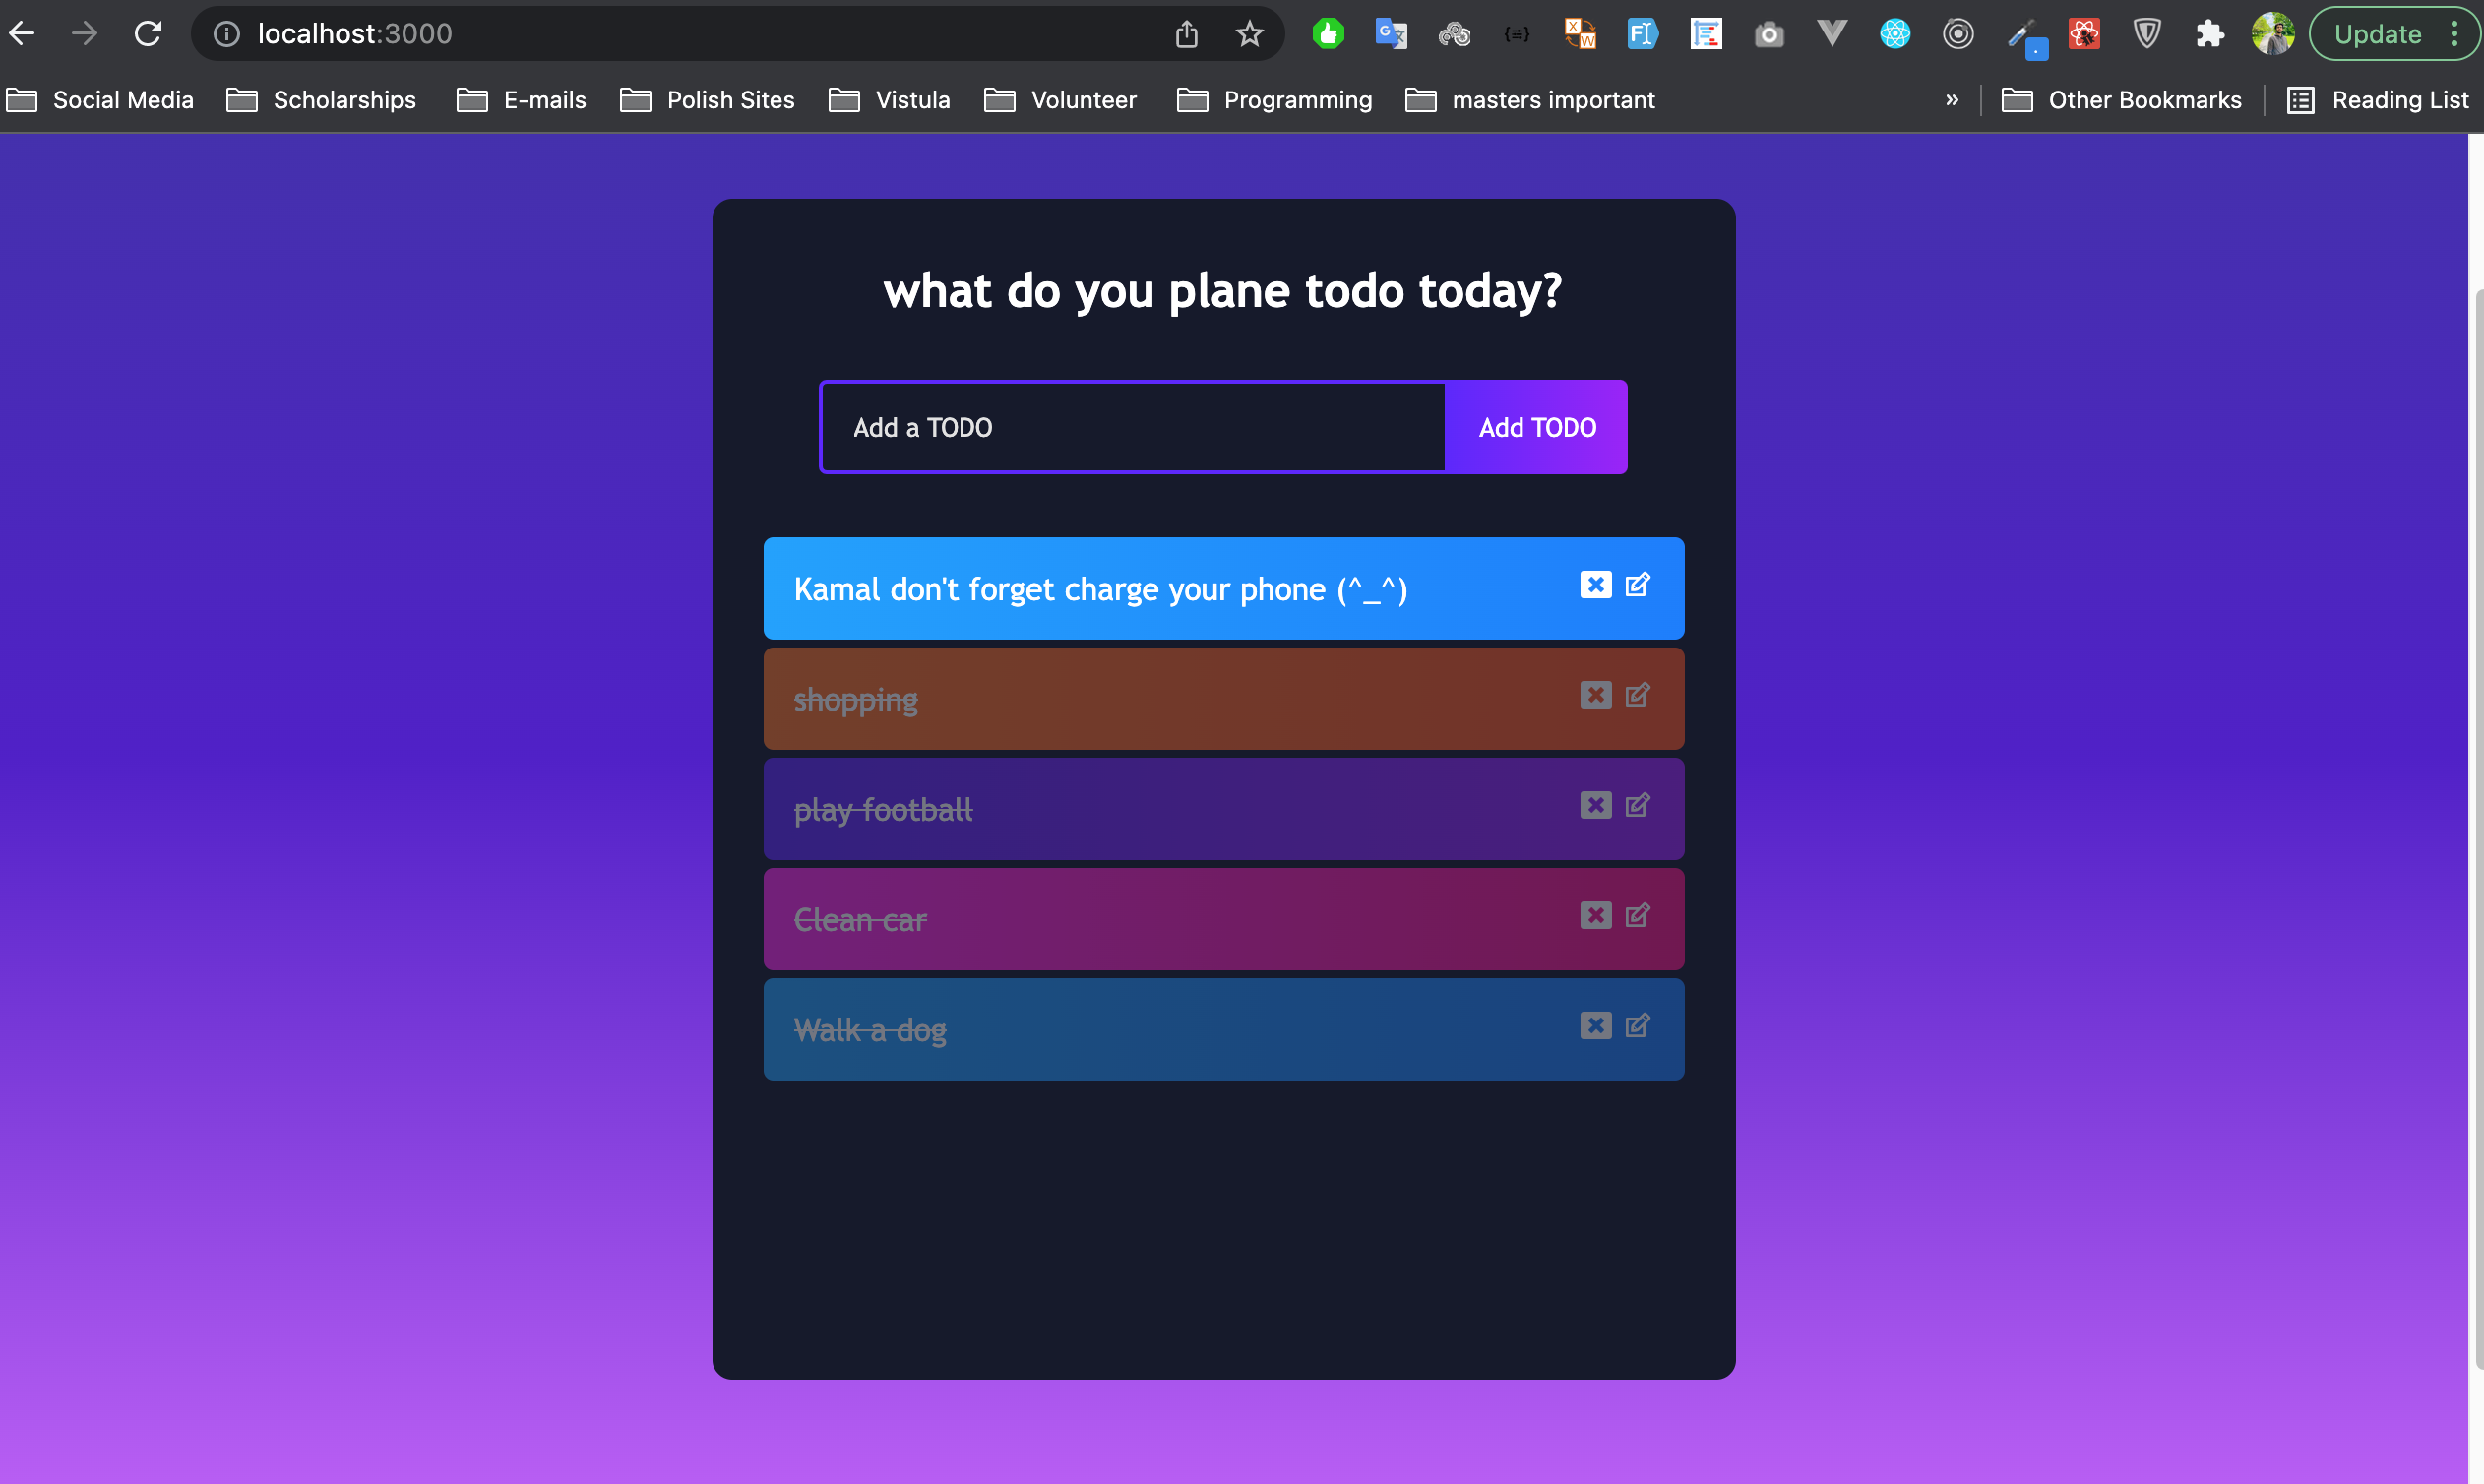 localhost:3000
Update
Social Media Scholarships E-mails Polish Sites Vistula Volunteer Programming masters important » Other Bookmarks Reading List
what do you plane todo today?
Add a TODO Add TODO
Kamal don't forget charge your phone (^_^)
shopping
play football
Clean car
Walk a dog